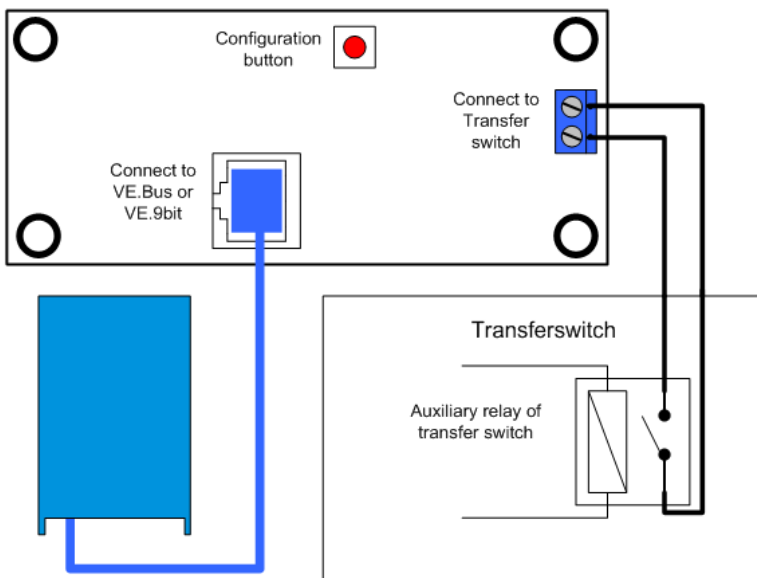 Configuration
button
Connect to
Transfer
switch
Connect to
VE.Bus or
VE.9bit
Transferswitch
Auxiliary relay of
transfer switch